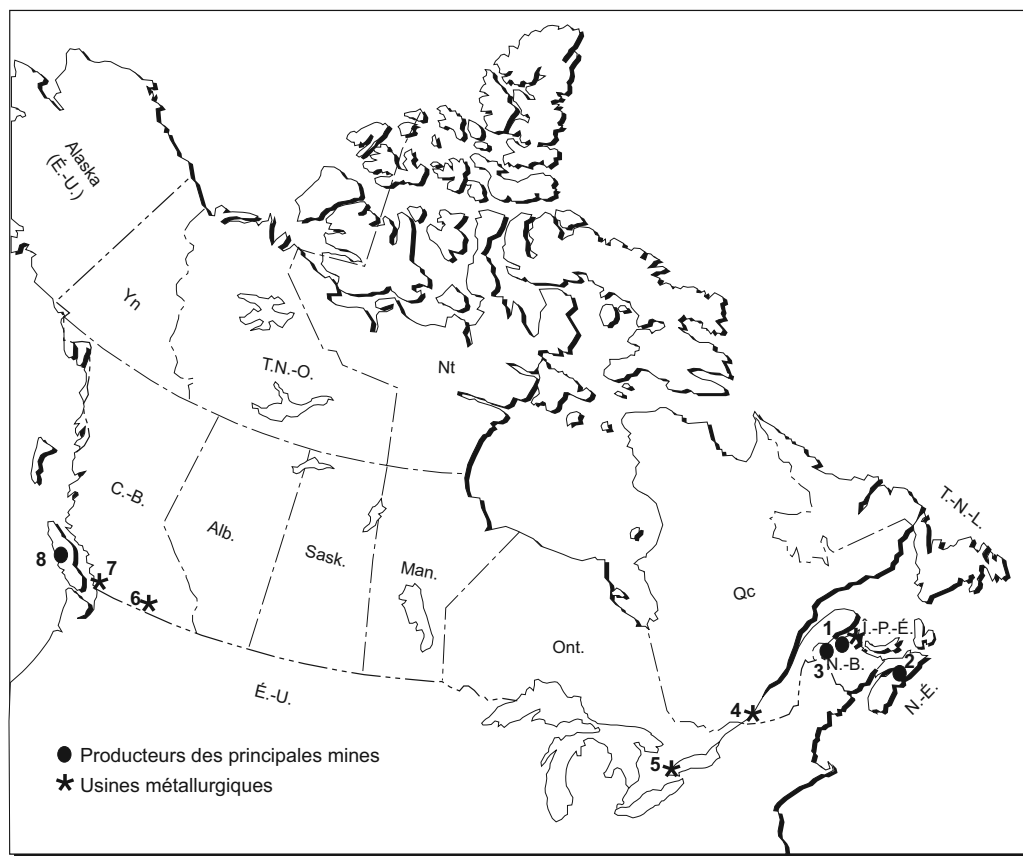 Alaska
(É.-U.)
Yn
T.N.-O.
Nt
C.-B.
Alb.
Sask.
Man.
Ont.
Qc
T.-N.-L.
8
7
6
É.-U.
1
Î.-P.-É.
3
N.-B.
2
N.-É.
4
5
Producteurs des principales mines
Usines métallurgiques